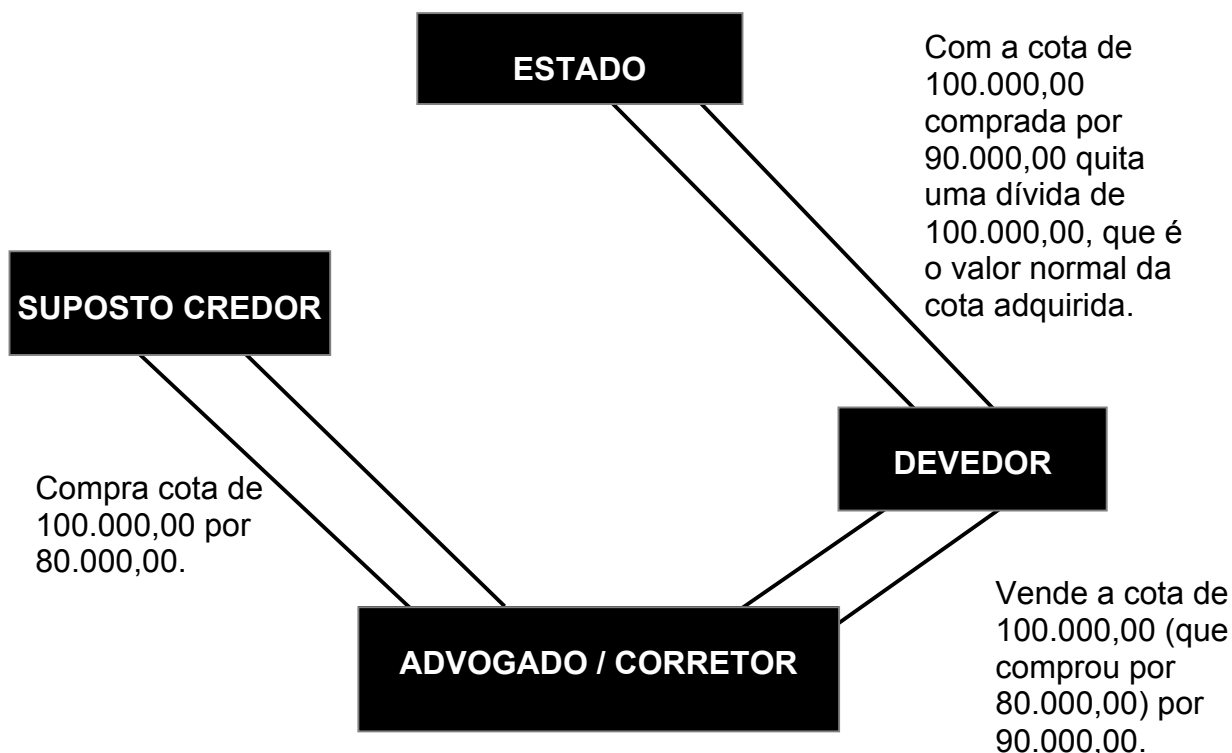 ESTADO
Com a cota de
100.000,00
comprada por
90.000,00 quita
uma dívida de
100.000,00, que é
o valor normal da
cota adquirida.
SUPOSTO CREDOR
DEVEDOR
Compra cota de
100.000,00 por
80.000,00.
ADVOGADO / CORRETOR
Vende a cota de
100.000,00 (que
comprou por
80.000,00) por
90.000,00.